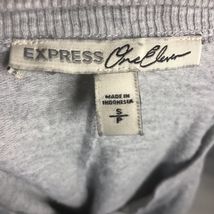 EXPRESS One Eleven
MADE IN
INDONESIA
S
P